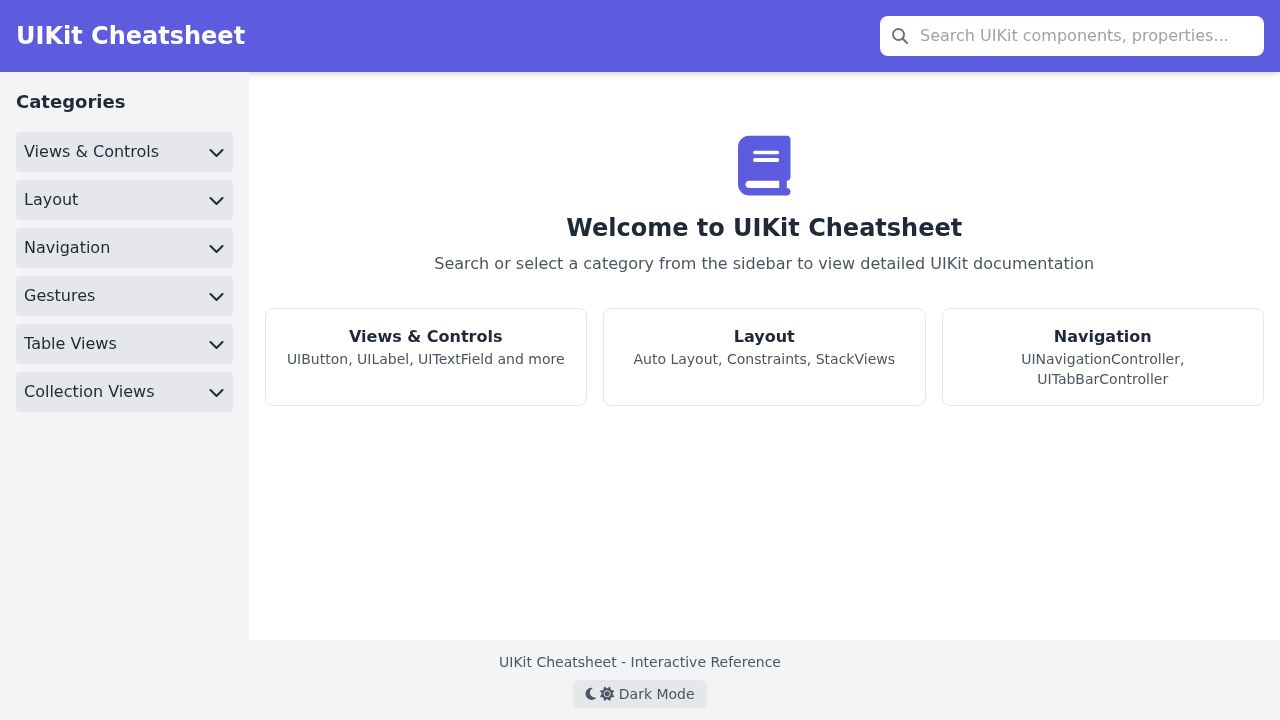 UIKit Cheatsheet
Search UIKit components, properties...
Categories
Views & Controls
Layout
Navigation
Gestures
Table Views
Collection Views
Welcome to UIKit Cheatsheet
Search or select a category from the sidebar to view detailed UIKit documentation
Views & Controls
UIButton, UILabel, UITextField and more
Layout
Auto Layout, Constraints, StackViews
Navigation
UINavigationController,
UITabBarController
UIKit Cheatsheet - Interactive Reference
Dark Mode